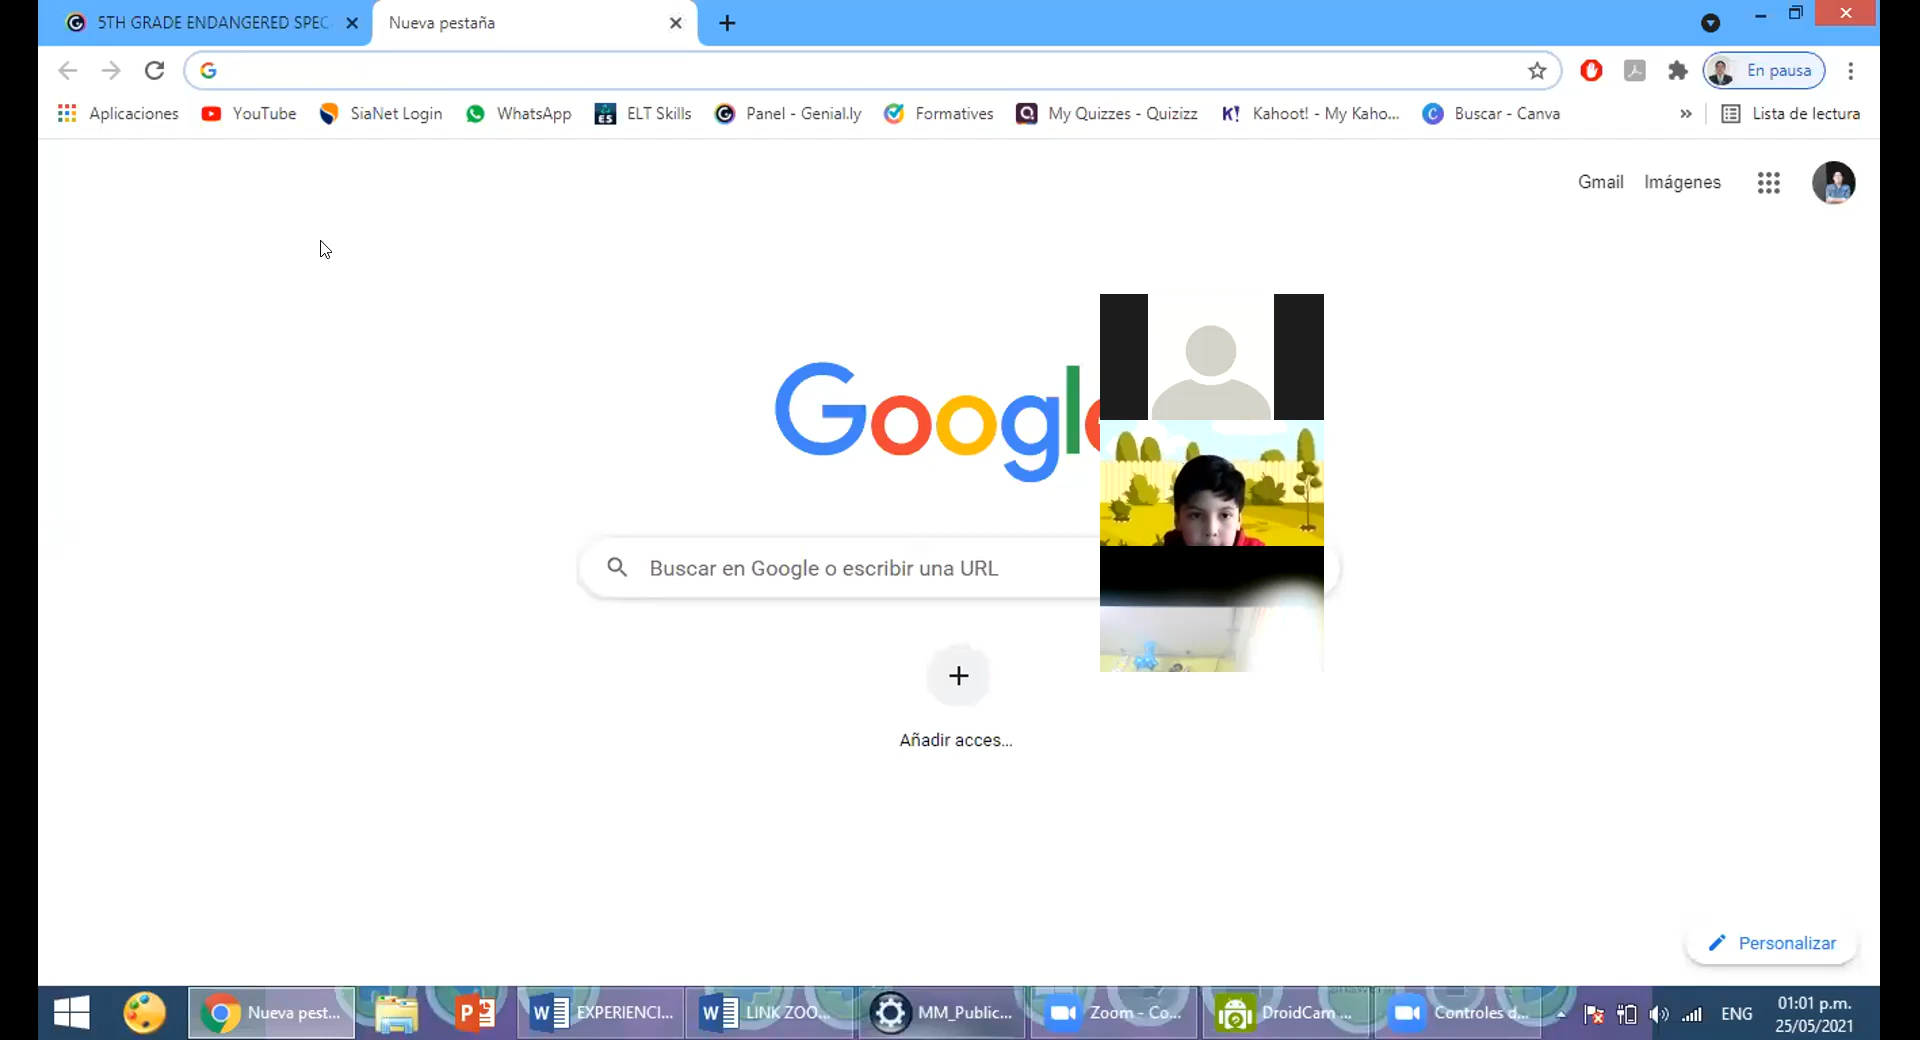 5TH GRADE ENDANGERED SPEC
Nueva pestaña
En pausa
Aplicaciones
YouTube
SiaNet Login
WhatsApp
ELT Skills
Panel - Genial.ly
Formatives
My Quizzes - Quizizz
Kahoot! - My Kaho...
Buscar - Canva
»
Lista de lectura
Gmail
Imágenes
Google
Buscar en Google o escribir una URL
Añadir acces...
Personalizar
Nueva pest...
EXPERIENCI...
LINK ZOO...
MM_Public...
Zoom - Co...
DroidCam ...
Controles d...
ENG
01:01 p.m.
25/05/2021